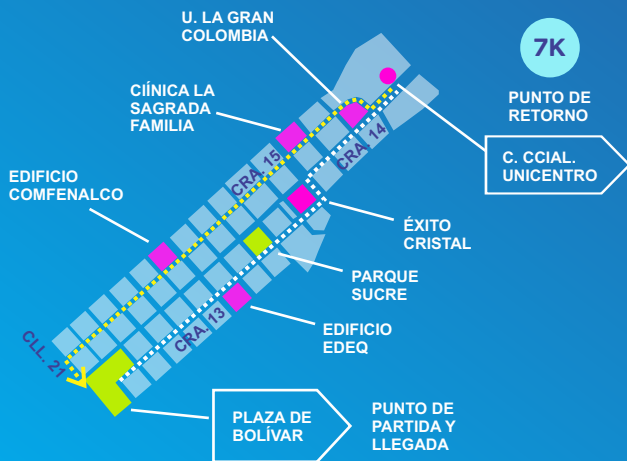 U. LA GRAN
COLOMBIA
7K
PUNTO DE
RETORNO
C. CCIAL.
UNICENTRO
CIÍNICA LA
SAGRADA
FAMILIA
CRA. 14
CRA. 15
EDIFICIO
COMFENALCO
ÉXITO
CRISTAL
PARQUE
SUCRE
EDIFICIO
EDEQ
CRA. 13
CLL. 21
PLAZA DE
BOLÍVAR
PUNTO DE
PARTIDA Y
LLEGADA